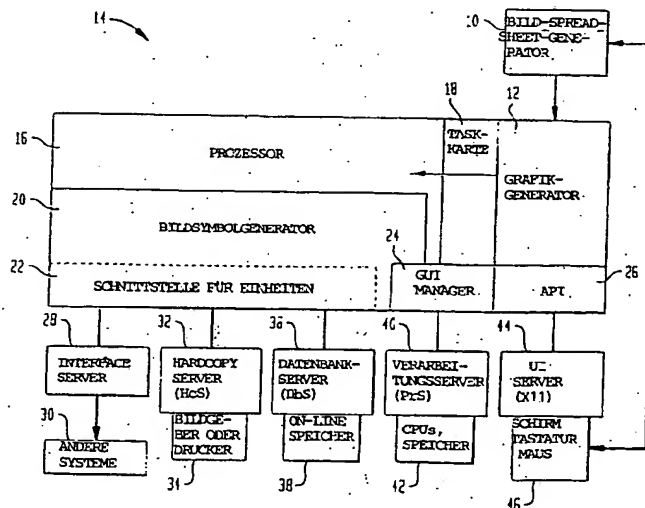 14
10
BILD-SPREAD-
SHEET-GENE-
RATOR
18
12
16
PROZESSOR
TASK-
KARTE
GRAFIK-
GENERATOR
20
BILDSYMBOLGENERATOR
24
22
SCHNITTSTELLE FÜR EINHEITEN
GUI
MANAGER
API
26
28
32
36
40
44
INTERFACE
SERVER
HARDCOPY
SERVER
(HcS)
DATENBANK-
SERVER
(DbS)
VERARBEI-
TUNGSSERVER
(PrS)
UI
SERVER
(X11)
30
ANDERE
SYSTEME
BILDGE-
BER ODER
DRUCKER
ON-LINE
SPEICHER
CPUs,
SPEICHER
SCHIRM
TASTATUR
MAUS
34
38
42
46